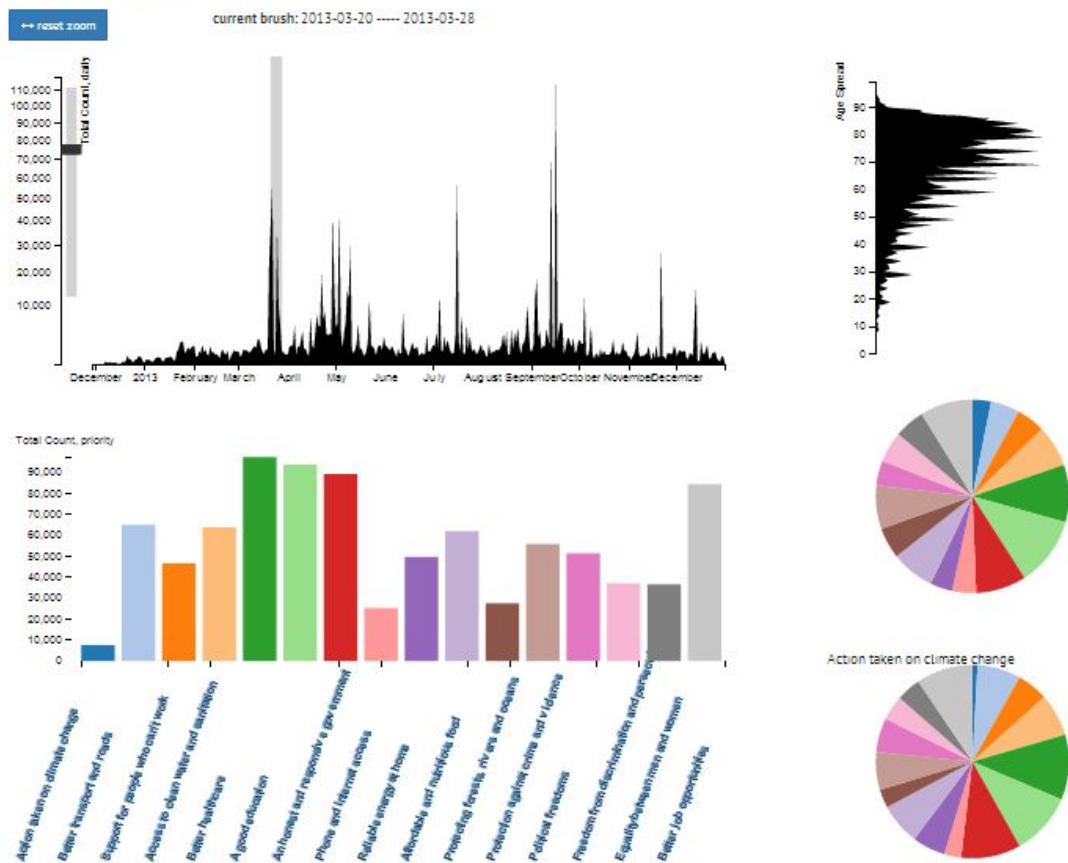 ↔ reset zoom
current brush: 2013-03-20 ----- 2013-03-28
Total Count, daily
110,000
100,000
90,000
80,000
70,000
60,000
50,000
40,000
30,000
20,000
10,000
December 2013 February March April May June July August September October November December
Age Spread
90
80
70
60
50
40
30
20
10
0
Total Count, priority
90,000
80,000
70,000
60,000
50,000
40,000
30,000
20,000
10,000
0
Action taken on climate change
Better transport and roads
Support for people who can't work
Access to clean water and sanitation
Better healthcare
A good education
An honest and responsive government
Phone and internet access
Reliable energy at home
Affordable and nutritious food
Protecting forests, rivers and oceans
Protection against crime and violence
Political freedoms
Freedom from discrimination and persec
Equality between men and women
Better job opportunities
Action taken on climate change